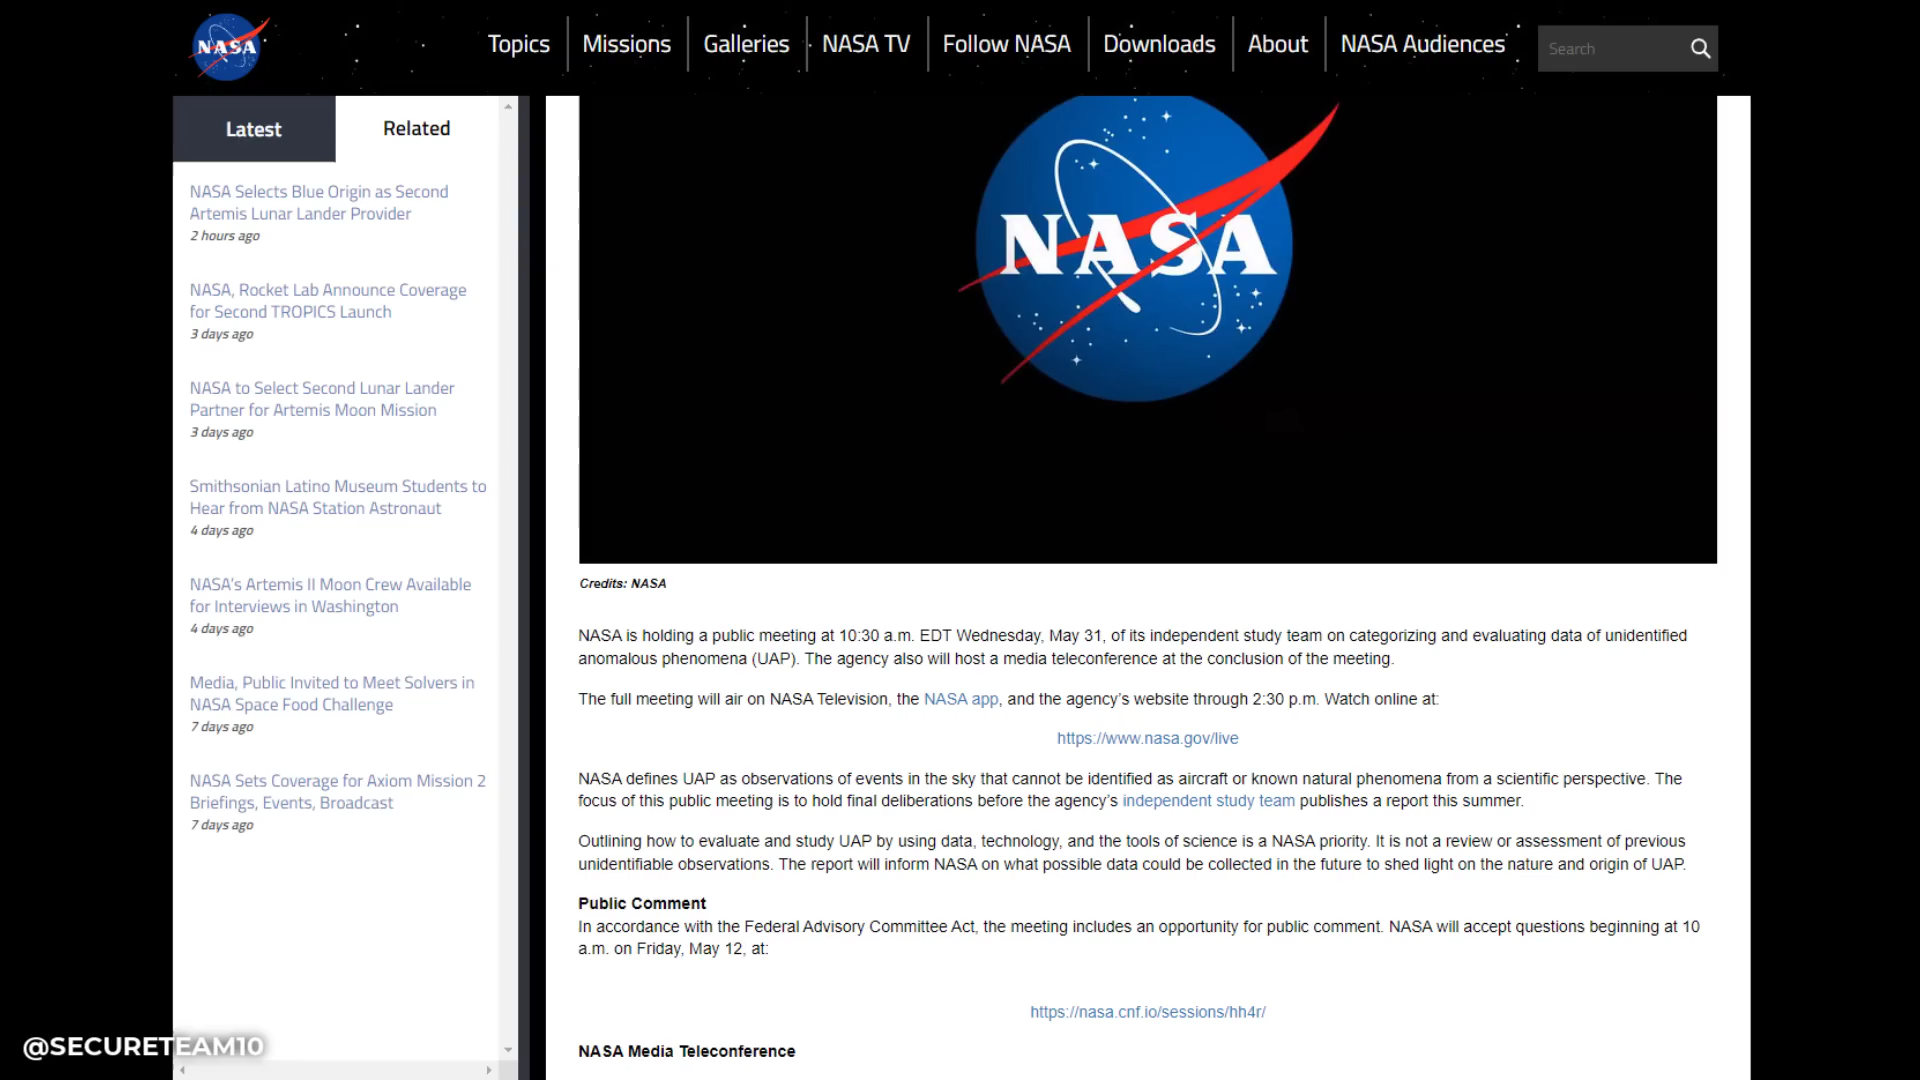 NASA
Topics
Missions
Galleries
NASA TV
Follow NASA
Downloads
About
NASA Audiences
Search
Latest
Related
NASA Selects Blue Origin as Second
Artemis Lunar Lander Provider
2 hours ago
NASA, Rocket Lab Announce Coverage
for Second TROPICS Launch
3 days ago
NASA to Select Second Lunar Lander
Partner for Artemis Moon Mission
3 days ago
Smithsonian Latino Museum Students to
Hear from NASA Station Astronaut
4 days ago
NASA's Artemis II Moon Crew Available
for Interviews in Washington
4 days ago
Media, Public Invited to Meet Solvers in
NASA Space Food Challenge
7 days ago
NASA Sets Coverage for Axiom Mission 2
Briefings, Events, Broadcast
7 days ago
NASA
Credits: NASA
NASA is holding a public meeting at 10:30 a.m. EDT Wednesday, May 31, of its independent study team on categorizing and evaluating data of unidentified
anomalous phenomena (UAP). The agency also will host a media teleconference at the conclusion of the meeting.
The full meeting will air on NASA Television, the NASA app, and the agency's website through 2:30 p.m. Watch online at:
https://www.nasa.gov/live
NASA defines UAP as observations of events in the sky that cannot be identified as aircraft or known natural phenomena from a scientific perspective. The
focus of this public meeting is to hold final deliberations before the agency's independent study team publishes a report this summer.
Outlining how to evaluate and study UAP by using data, technology, and the tools of science is a NASA priority. It is not a review or assessment of previous
unidentifiable observations. The report will inform NASA on what possible data could be collected in the future to shed light on the nature and origin of UAP.
Public Comment
In accordance with the Federal Advisory Committee Act, the meeting includes an opportunity for public comment. NASA will accept questions beginning at 10
a.m. on Friday, May 12, at:
https://nasa.cnf.io/sessions/hh4r/
NASA Media Teleconference
@SECURETEAM10